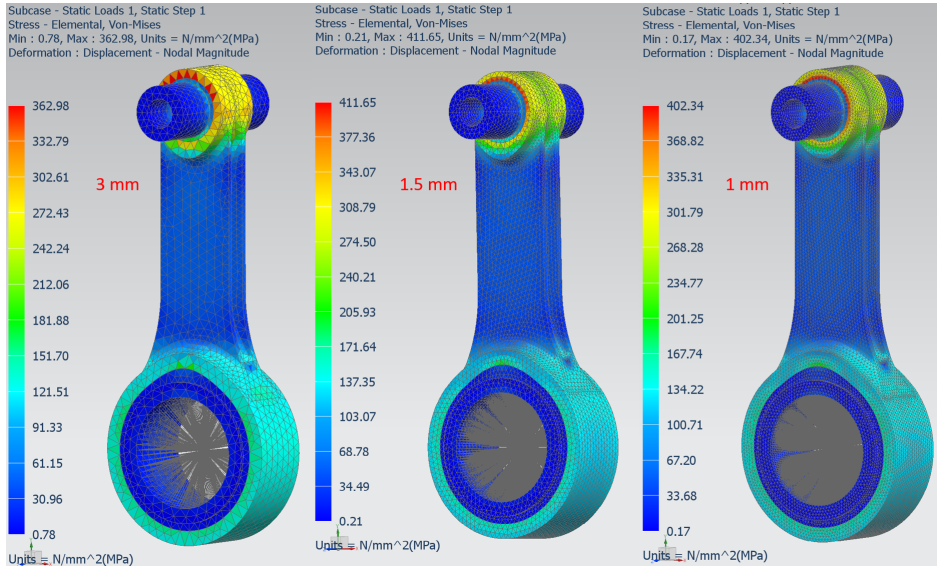 Subcase - Static Loads 1, Static Step 1
Stress - Elemental, Von-Mises
Min : 0.78, Max : 362.98, Units = N/mm^2(MPa)
Deformation : Displacement - Nodal Magnitude
362.98
332.79
302.61
272.43
242.24
212.06
181.88
151.70
121.51
91.33
61.15
30.96
0.78
Units = N/mm^2(MPa)
3 mm
Subcase - Static Loads 1, Static Step 1
Stress - Elemental, Von-Mises
Min : 0.21, Max : 411.65, Units = N/mm^2(MPa)
Deformation : Displacement - Nodal Magnitude
411.65
377.36
343.07
308.79
274.50
240.21
205.93
171.64
137.35
103.07
68.78
34.49
0.21
Units = N/mm^2(MPa)
1.5 mm
Subcase - Static Loads 1, Static Step 1
Stress - Elemental, Von-Mises
Min : 0.17, Max : 402.34, Units = N/mm^2(MPa)
Deformation : Displacement - Nodal Magnitude
402.34
368.82
335.31
301.79
268.28
234.77
201.25
167.74
134.22
100.71
67.20
33.68
0.17
Units = N/mm^2(MPa)
1 mm